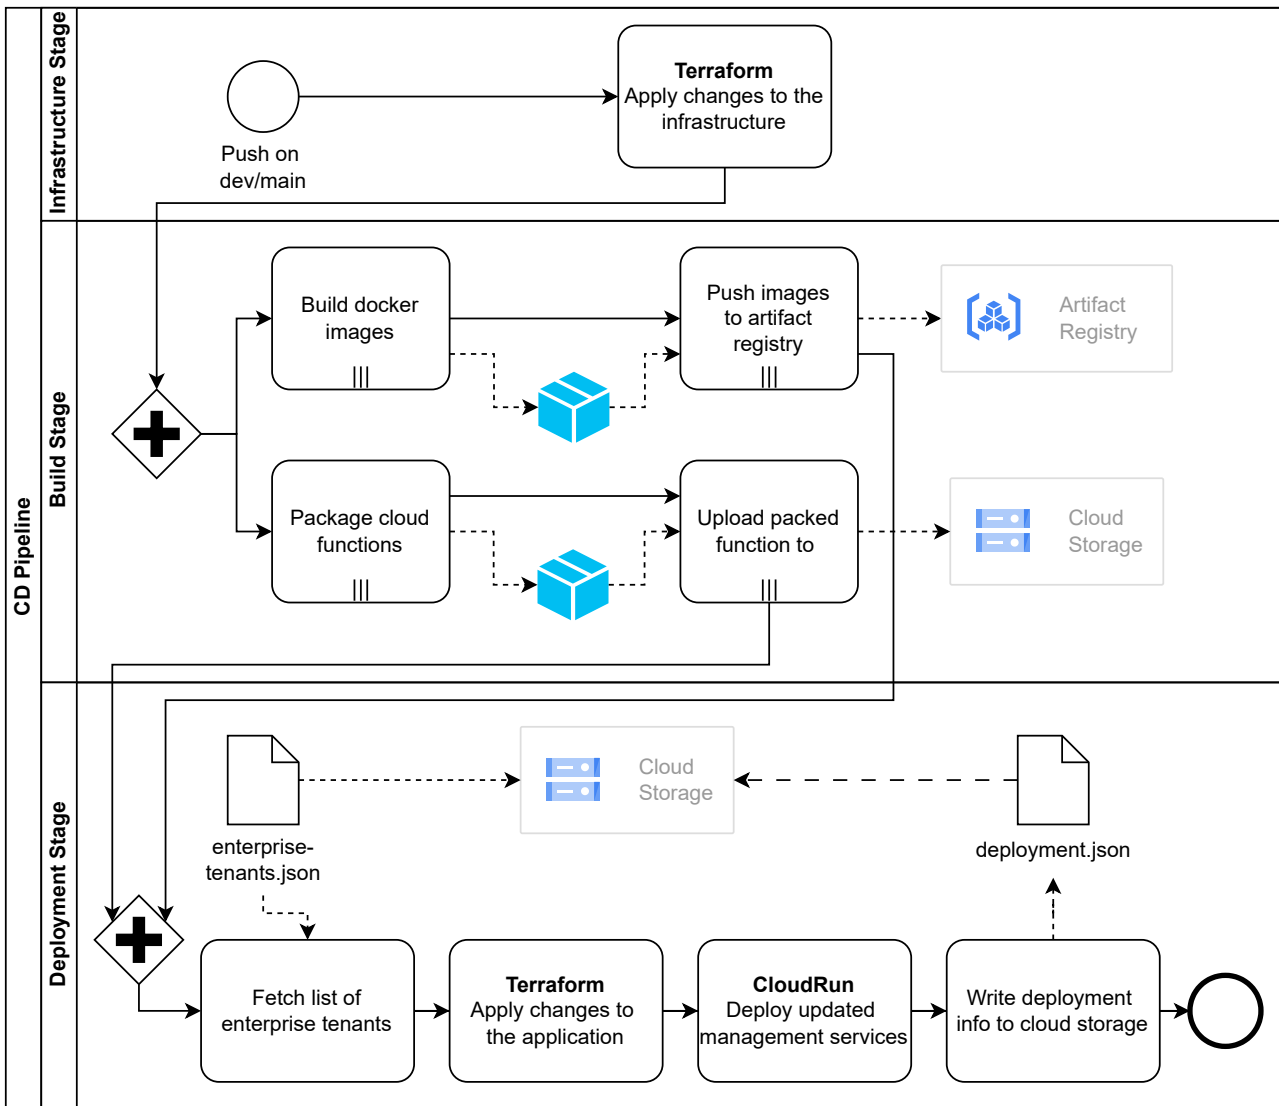 CD Pipeline
Infrastructure Stage
Push on
dev/main
Terraform
Apply changes to the
infrastructure
Build Stage
Build docker
images
Push images
to artifact
registry
Artifact
Registry
Package cloud
functions
Upload packed
function to
Cloud
Storage
Deployment Stage
enterprise-
tenants.json
Cloud
Storage
deployment.json
Fetch list of
enterprise tenants
Terraform
Apply changes to
the application
CloudRun
Deploy updated
management services
Write deployment
info to cloud storage